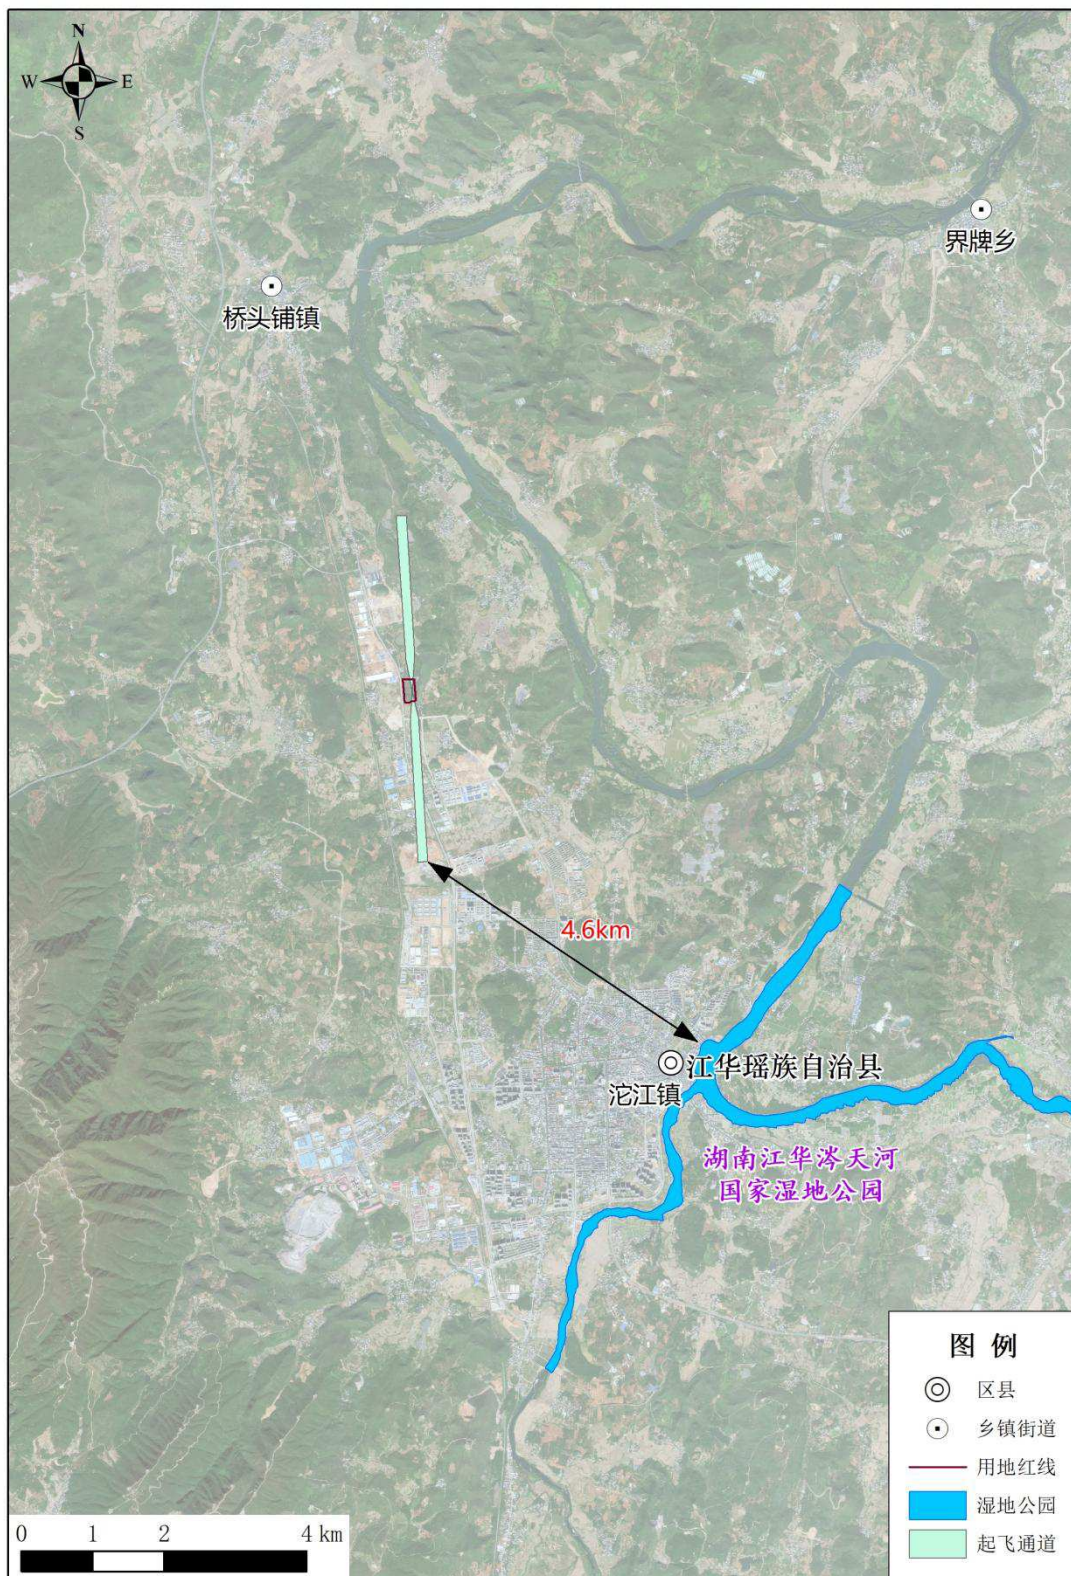 N
W
E
S
界牌乡
桥头铺镇
4.6km
江华瑶族自治县
沱江镇
湖南江华涔天河
国家湿地公园
图 例
区县
乡镇街道
用地红线
湿地公园
起飞通道
0 1 2 4 km